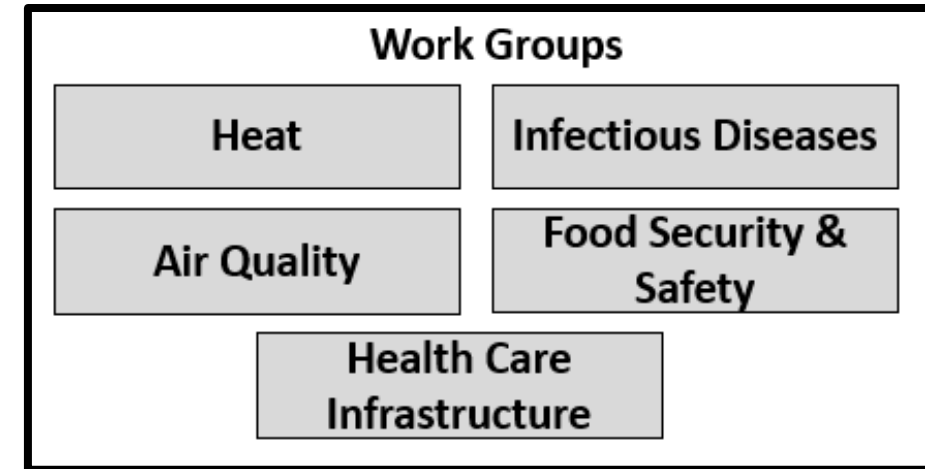 Work Groups
Heat
Infectious Diseases
Air Quality
Food Security &
Safety
Health Care
Infrastructure